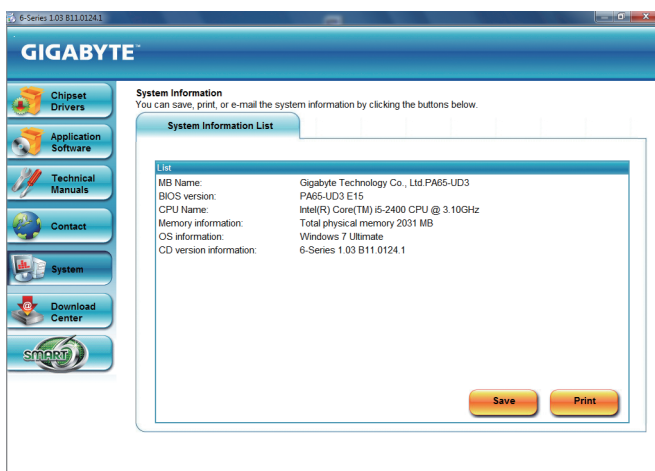 6-Series 1.03 B11.0124.1
GIGABYTE™
Chipset
Drivers
Application
Software
Technical
Manuals
Contact
System
Download
Center
SMART6
System Information
You can save, print, or e-mail the system information by clicking the buttons below.
System Information List
List
MB Name: Gigabyte Technology Co., Ltd.PA65-UD3
BIOS version: PA65-UD3 E15
CPU Name: Intel(R) Core(TM) i5-2400 CPU @ 3.10GHz
Memory information: Total physical memory 2031 MB
OS information: Windows 7 Ultimate
CD version information: 6-Series 1.03 B11.0124.1
Save Print